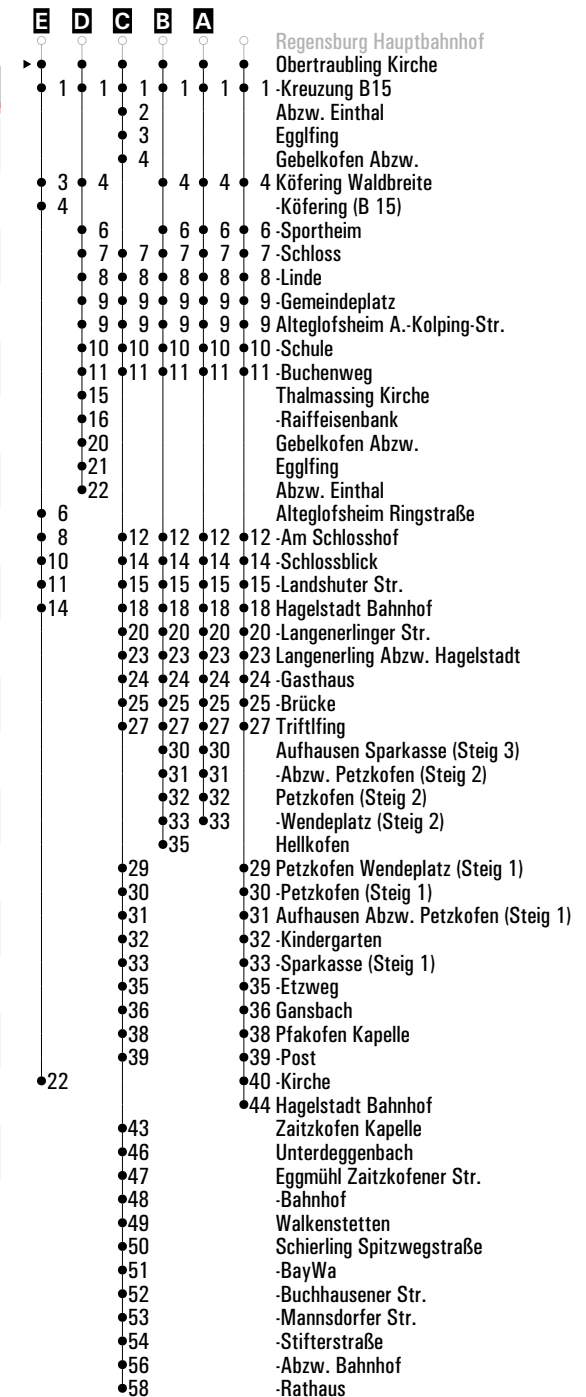 E D C B A
Regensburg Hauptbahnhof
Obertraubling Kirche
1 1 1 1 1 1 -Kreuzung B15
2 Abzw. Einthal
3 Egglfing
4 Gebelkofen Abzw.
3 4 4 4 4 Köfering Waldbreite
4 -Köfering (B 15)
6 6 6 6 -Sportheim
7 7 7 7 7 -Schloss
8 8 8 8 8 -Linde
9 9 9 9 9 -Gemeindeplatz
9 9 9 9 9 Alteglofsheim A.-Kolping-Str.
10 10 10 10 10 -Schule
11 11 11 11 11 -Buchenweg
15 Thalmassing Kirche
16 -Raiffeisenbank
20 Gebelkofen Abzw.
21 Egglfing
22 Abzw. Einthal
6 Alteglofsheim Ringstraße
8 12 12 12 12 -Am Schlosshof
10 14 14 14 14 -Schlossblick
11 15 15 15 15 -Landshuter Str.
14 18 18 18 18 Hagelstadt Bahnhof
20 20 20 20 -Langenerlinger Str.
23 23 23 23 Langenerling Abzw. Hagelstadt
24 24 24 24 -Gasthaus
25 25 25 25 -Brücke
27 27 27 27 Triftlfing
30 30 Aufhausen Sparkasse (Steig 3)
31 31 -Abzw. Petzkofen (Steig 2)
32 32 Petzkofen (Steig 2)
33 33 -Wendeplatz (Steig 2)
35 Hellkofen
29 29 Petzkofen Wendeplatz (Steig 1)
30 30 -Petzkofen (Steig 1)
31 31 Aufhausen Abzw. Petzkofen (Steig 1)
32 32 -Kindergarten
33 33 -Sparkasse (Steig 1)
35 35 -Etzweg
36 36 Gansbach
38 38 Pfakofen Kapelle
39 39 -Post
22 40 -Kirche
44 Hagelstadt Bahnhof
43 Zaitzkofen Kapelle
46 Unterdeggenbach
47 Eggmühl Zaitzkofener Str.
48 -Bahnhof
49 Walkenstetten
50 Schierling Spitzwegstraße
51 -BayWa
52 -Buchhausener Str.
53 -Mannsdorfer Str.
54 -Stifterstraße
56 -Abzw. Bahnhof
58 -Rathaus